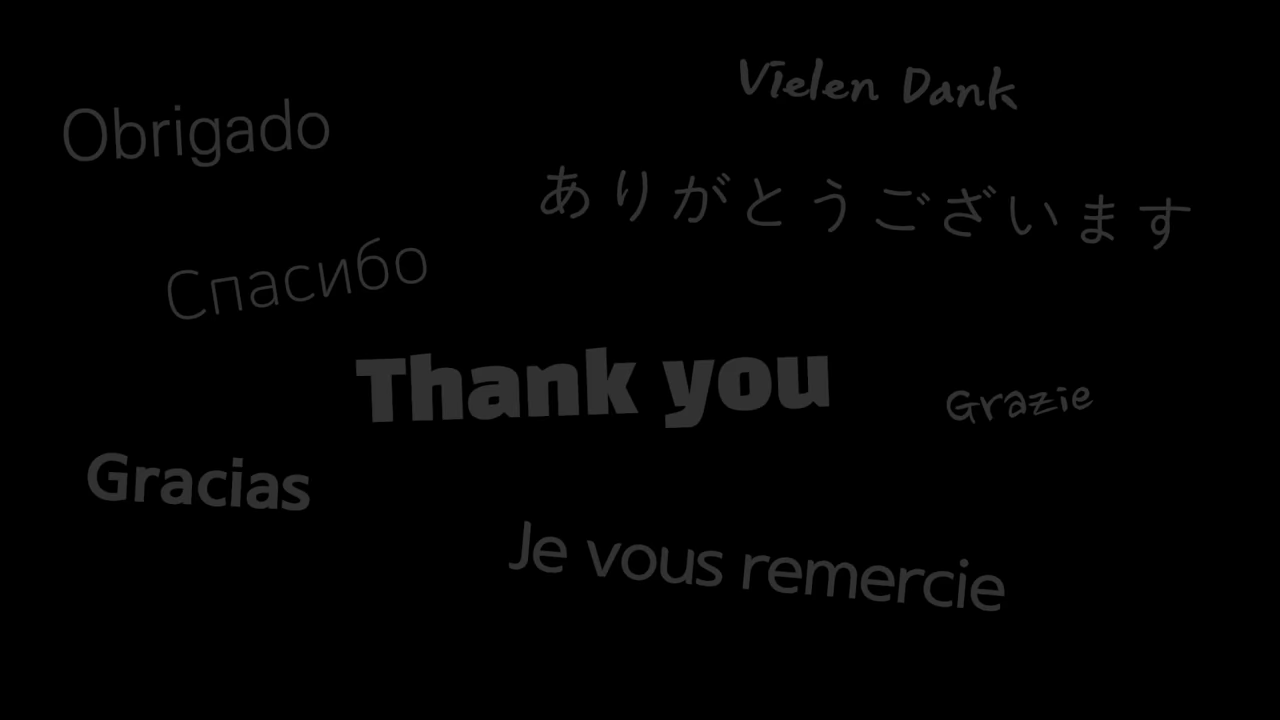 Vielen Dank
Obrigado
ありがとうございます
Спасибо
Thank you
Grazie
Gracias
Je vous remercie